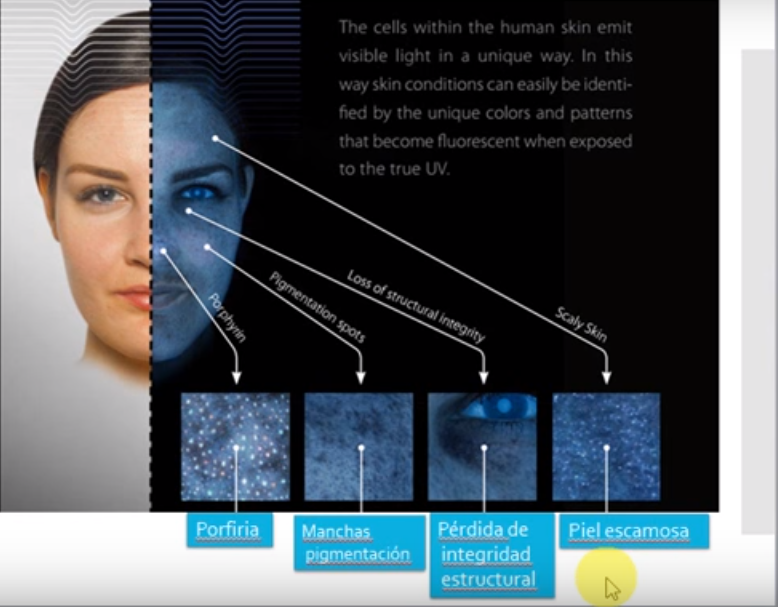 The cells within the human skin emit
visible light in a unique way. In this
way skin conditions can easily be identi-
fied by the unique colors and patterns
that become fluorescent when exposed
to the true UV.
Porphyrin
Pigmentation spots
Loss of structural integrity
Scaly Skin
Porfiria
Manchas
pigmentación
Pérdida de
integridad
estructural
Piel escamosa